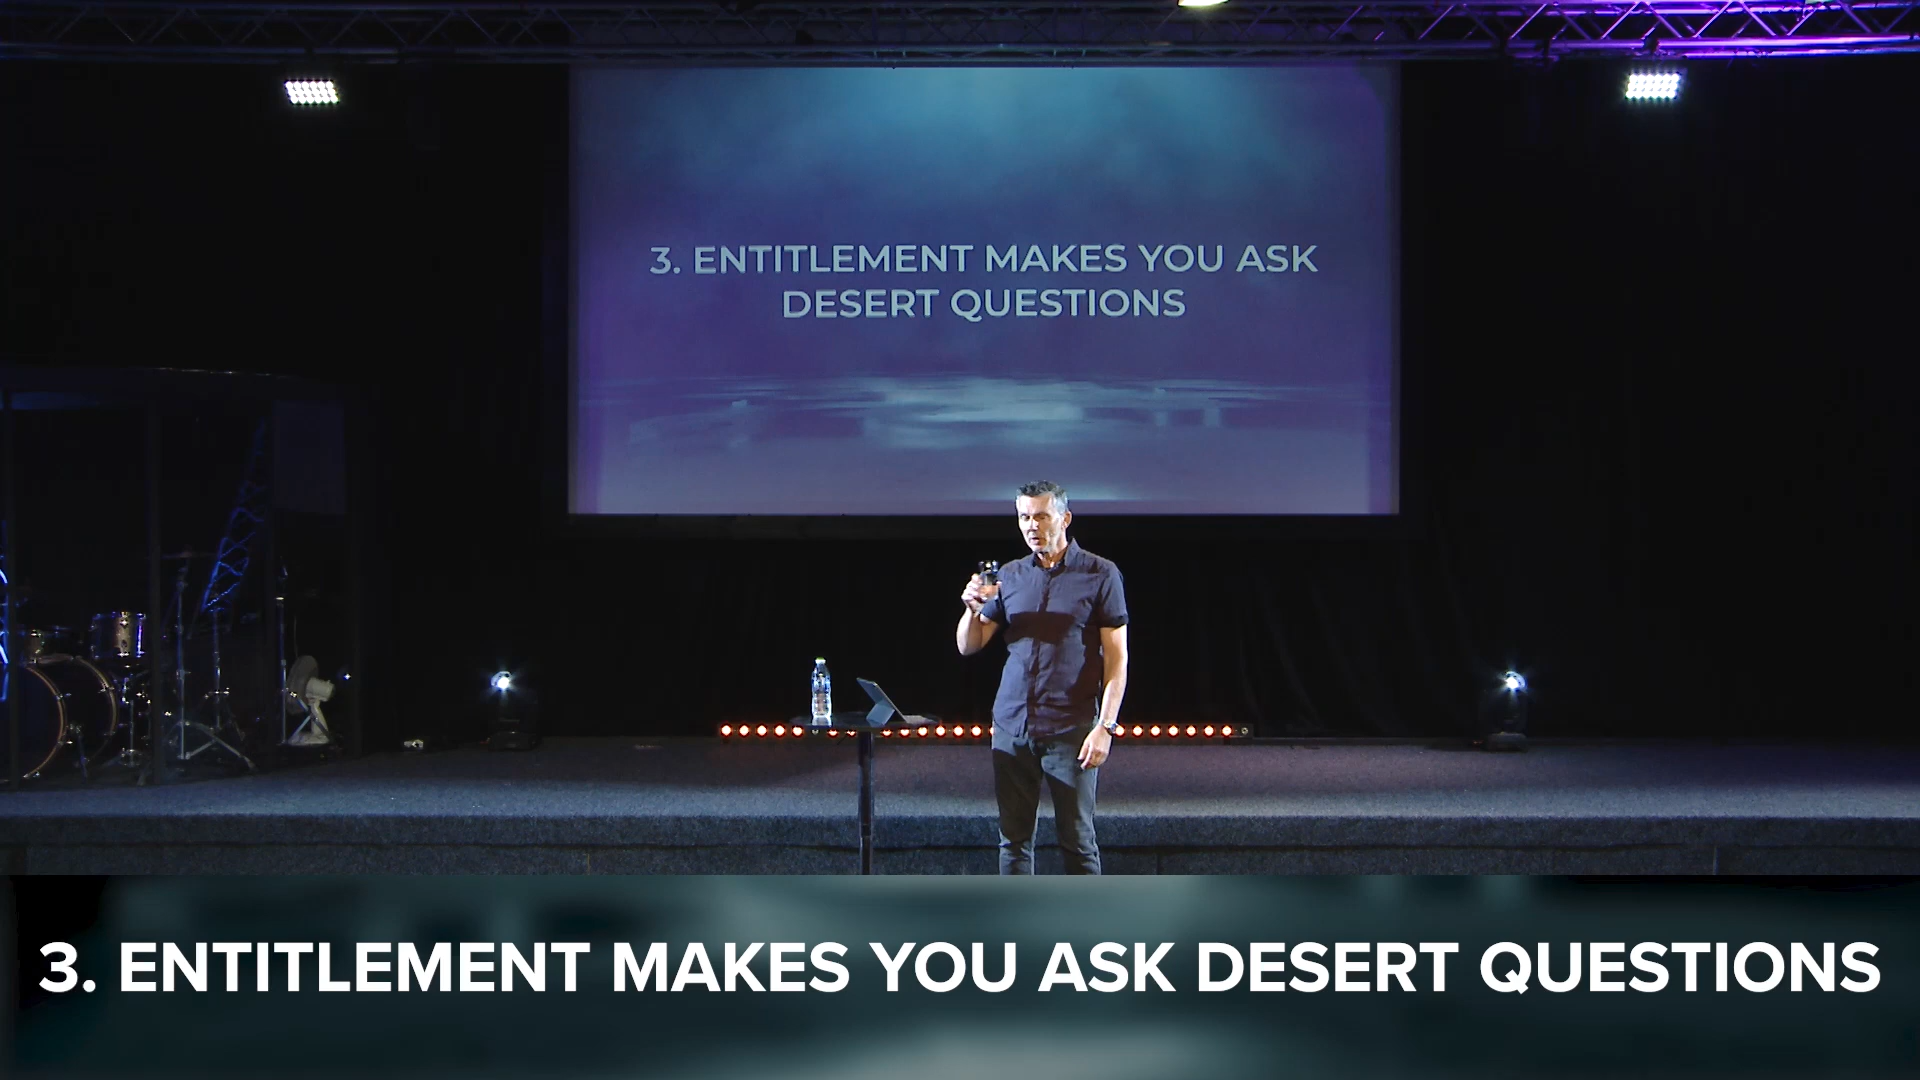 3. ENTITLEMENT MAKES YOU ASK
DESERT QUESTIONS
3. ENTITLEMENT MAKES YOU ASK DESERT QUESTIONS